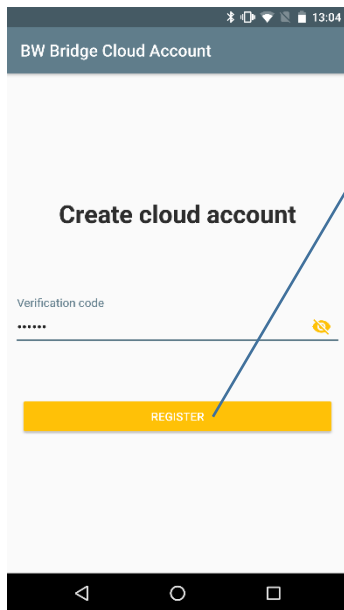 13:04
BW Bridge Cloud Account
Create cloud account
Verification code
••••••
REGISTER